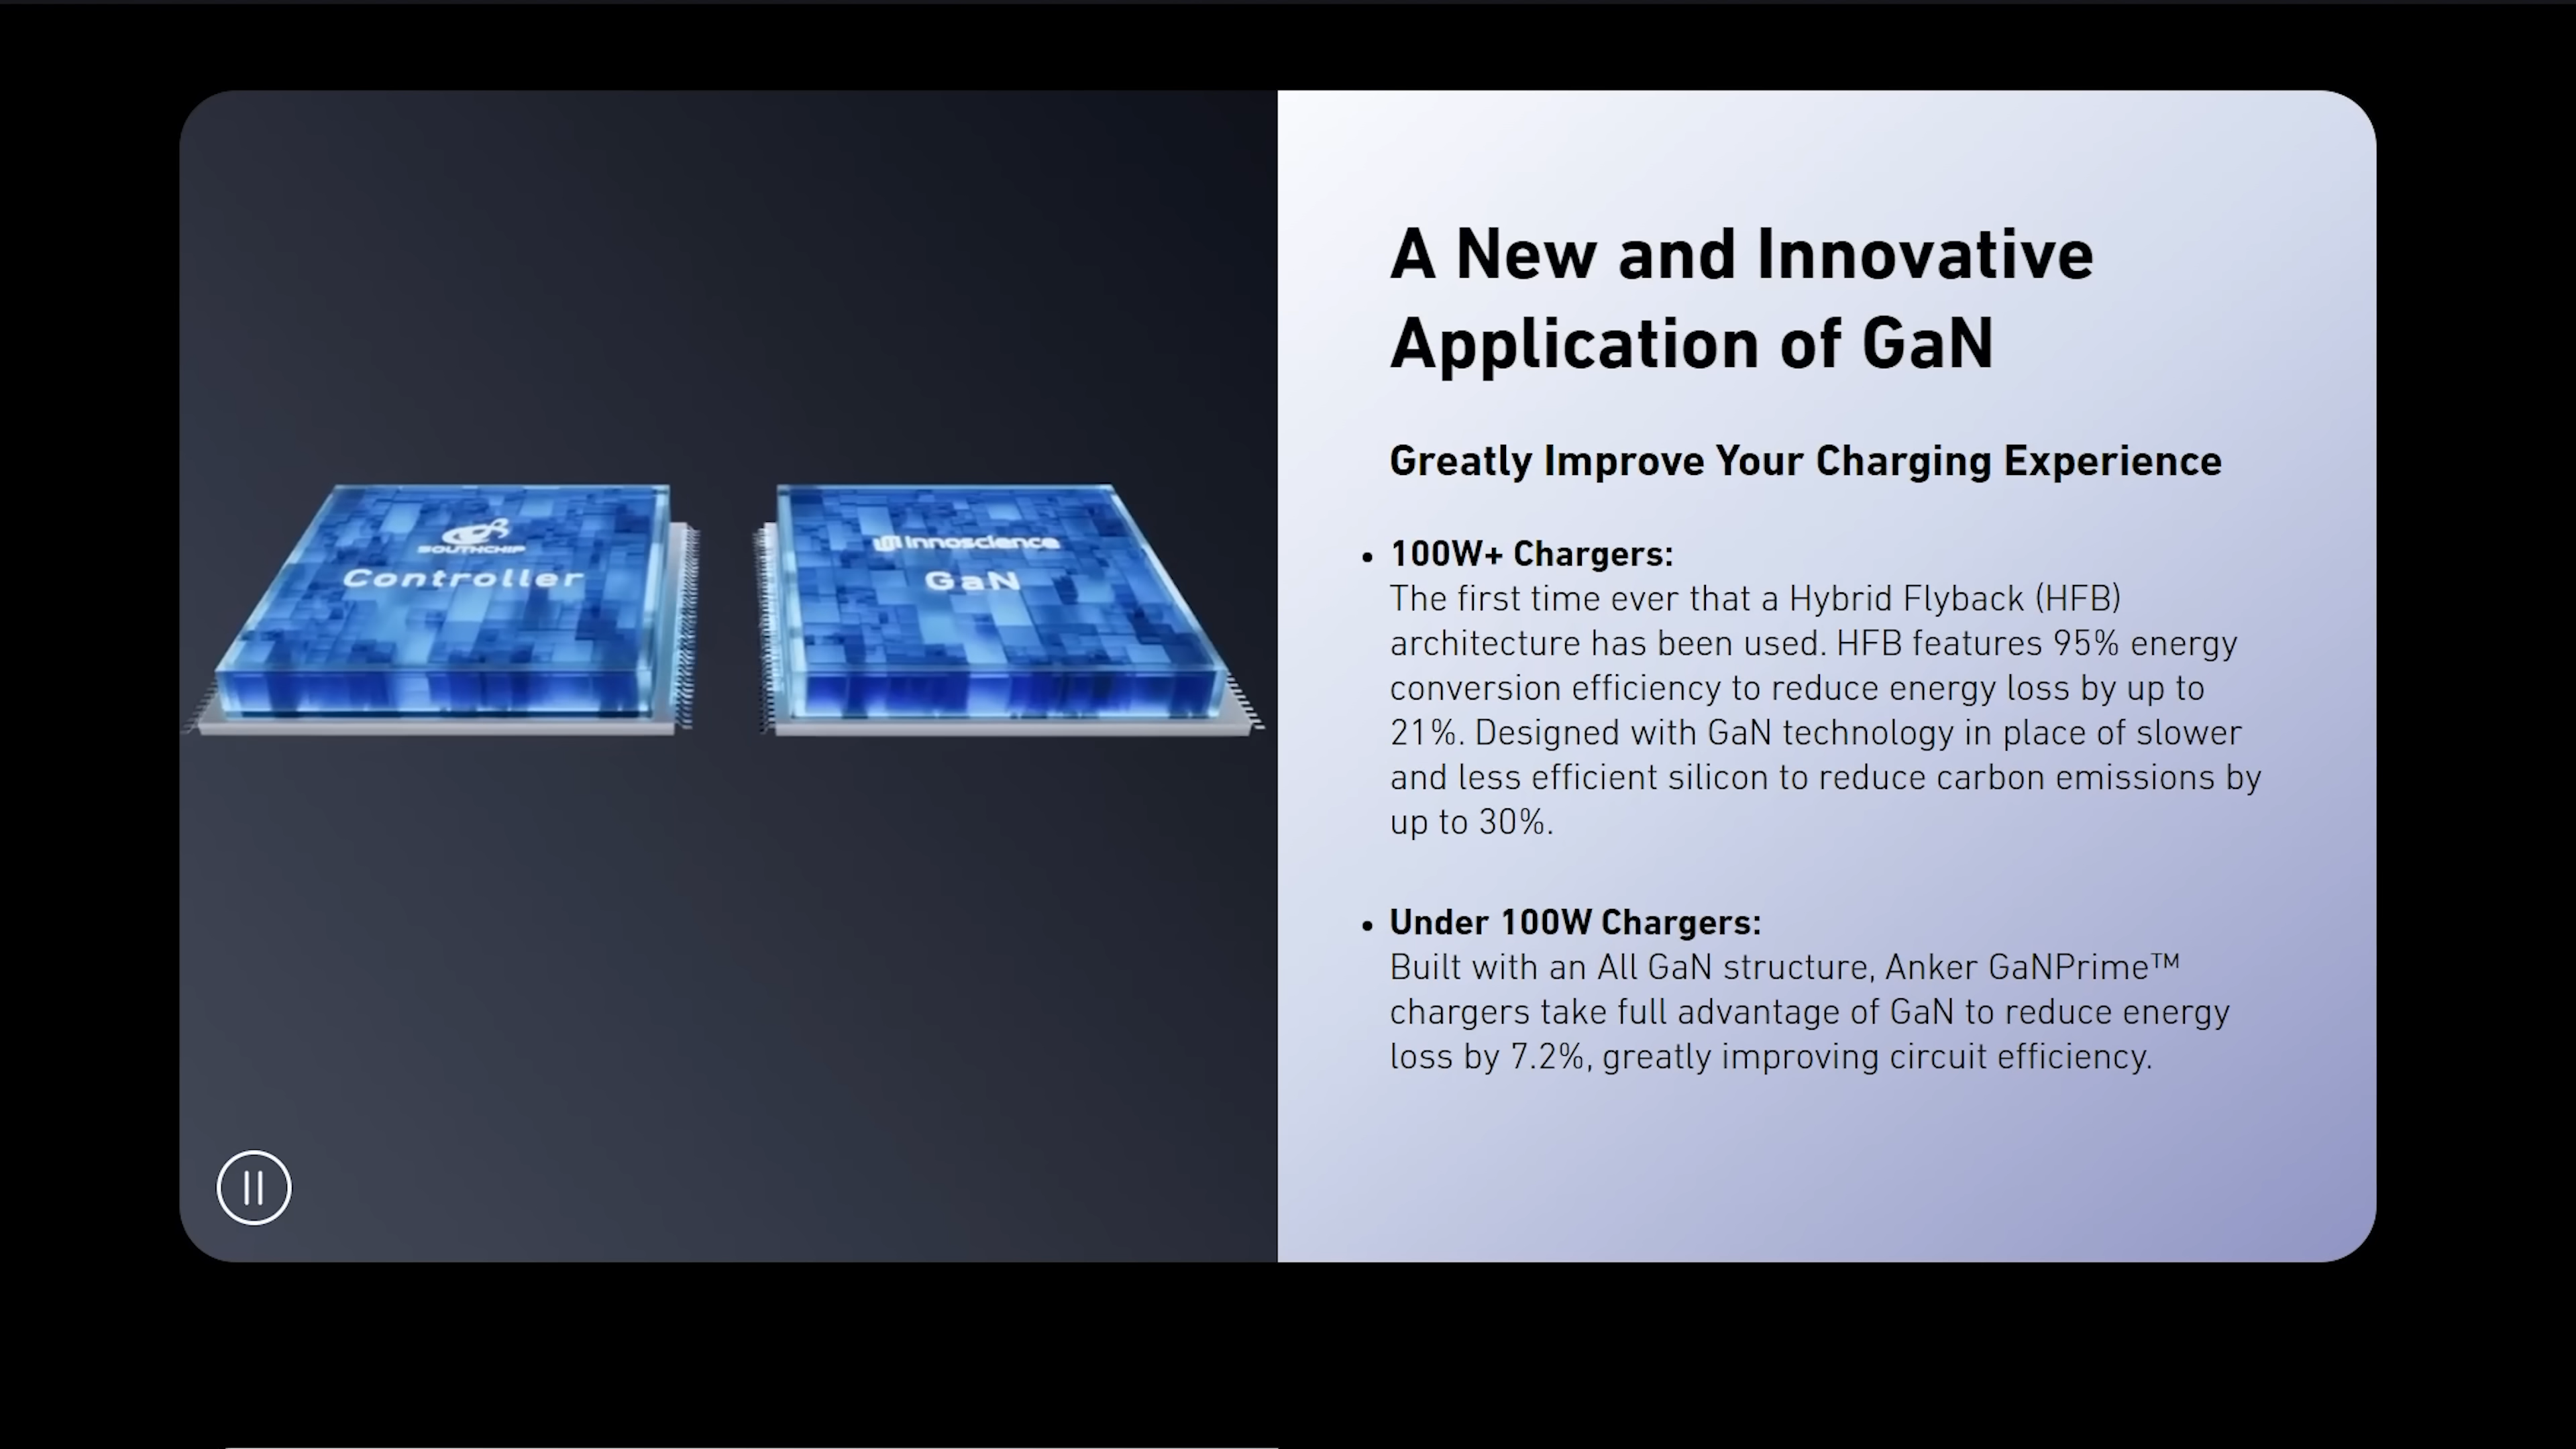 SOUTHCHIP
Controller
Innoscience
GaN
A New and Innovative
Application of GaN
Greatly Improve Your Charging Experience
• 100W+ Chargers:
The first time ever that a Hybrid Flyback (HFB)
architecture has been used. HFB features 95% energy
conversion efficiency to reduce energy loss by up to
21%. Designed with GaN technology in place of slower
and less efficient silicon to reduce carbon emissions by
up to 30%.
• Under 100W Chargers:
Built with an All GaN structure, Anker GaNPrime™
chargers take full advantage of GaN to reduce energy
loss by 7.2%, greatly improving circuit efficiency.